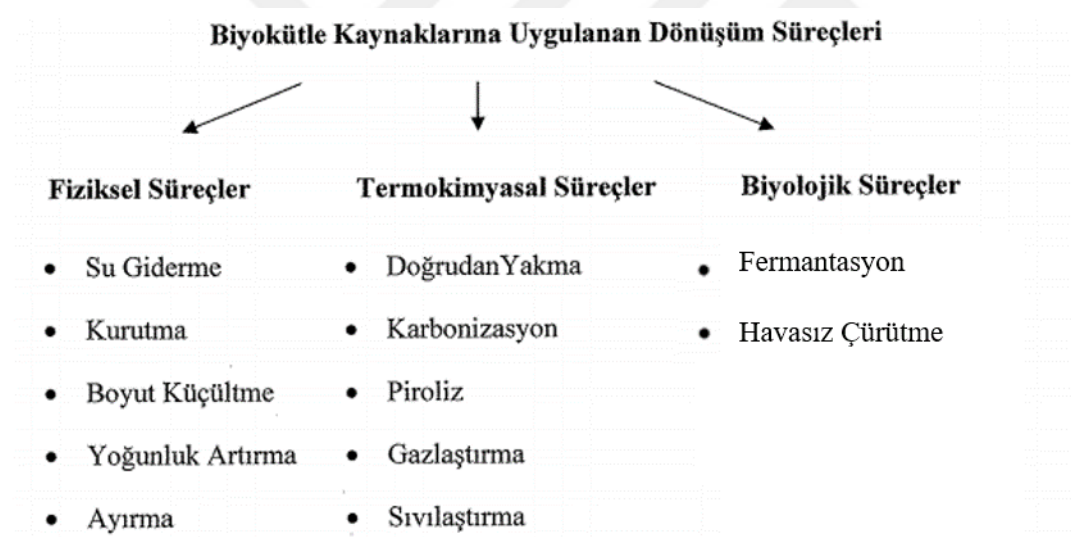 Biyokütle Kaynaklarına Uygulanan Dönüşüm Süreçleri
Fiziksel Süreçler
• Su Giderme
• Kurutma
• Boyut Küçültme
• Yoğunluk Artırma
• Ayırma
Termokimyasal Süreçler
• DoğrudanYakma
• Karbonizasyon
• Piroliz
• Gazlaştırma
• Sıvılaştırma
Biyolojik Süreçler
• Fermantasyon
• Havasız Çürütme